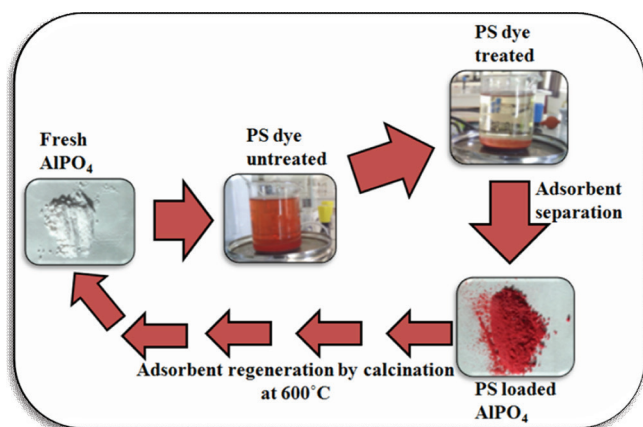 PS dye
treated
Fresh
AlPO₄
PS dye
untreated
Adsorbent
separation
Adsorbent regeneration by calcination
at 600˚C
PS loaded
AlPO₄